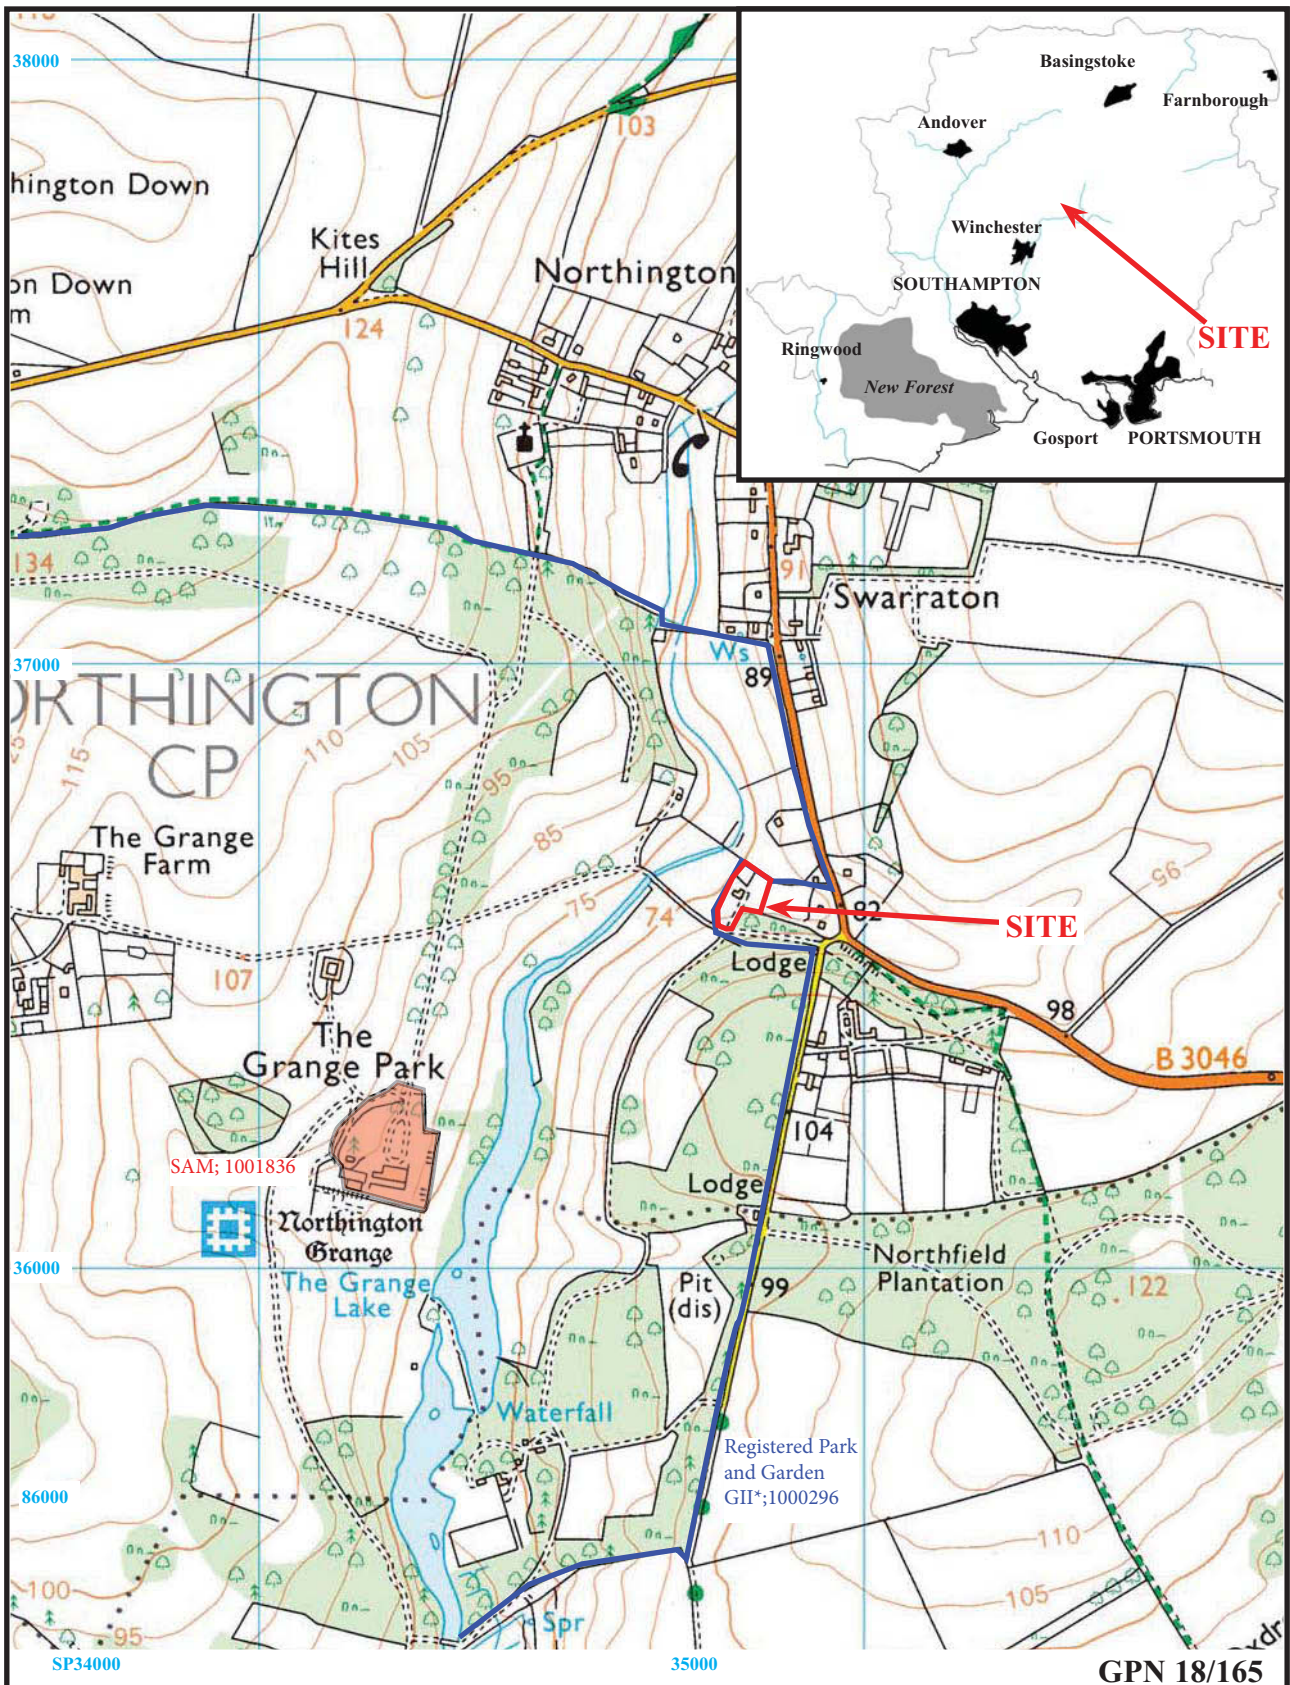 38000
103
hington Down
Kites
Hill
on Down
m
Northington
124
Basingstoke
Farnborough
Andover
Winchester
SOUTHAMPTON
SITE
Ringwood
New Forest
Gosport
PORTSMOUTH
134
91
Swarraton
Ws
37000
89
ORTHINGTON
CP
110
105
115
25
95
85
The Grange
Farm
75
74
82
95
SITE
107
Lodge
98
The
Grange Park
B 3046
104
SAM; 1001836
Lodge
Northington
Grange
36000
The Grange
Lake
Pit
(dis)
99
Northfield
Plantation
122
Waterfall
Registered Park
and Garden
GII*;1000296
86000
110
100
105
95
Spr
SP34000
35000
GPN 18/165